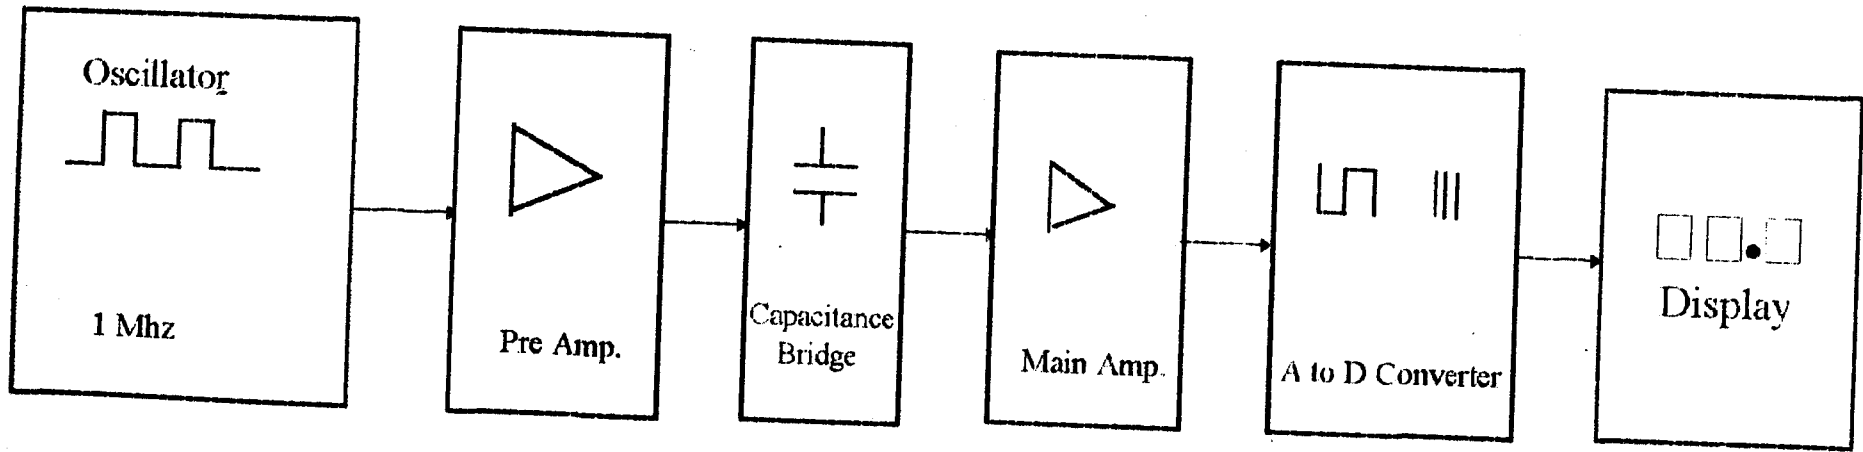 Oscillator
1 Mhz
Pre Amp.
Capacitance
Bridge
Main Amp.
A to D Converter
Display